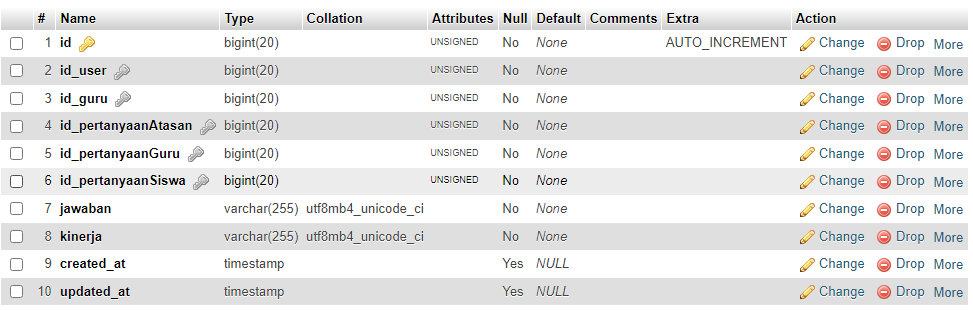 # Name Type Collation Attributes Null Default Comments Extra Action
1 id bigint(20) UNSIGNED No None AUTO_INCREMENT Change Drop More
2 id_user bigint(20) UNSIGNED No None Change Drop More
3 id_guru bigint(20) UNSIGNED No None Change Drop More
4 id_pertanyaanAtasan bigint(20) UNSIGNED No None Change Drop More
5 id_pertanyaanGuru bigint(20) UNSIGNED No None Change Drop More
6 id_pertanyaanSiswa bigint(20) UNSIGNED No None Change Drop More
7 jawaban varchar(255) utf8mb4_unicode_ci No None Change Drop More
8 kinerja varchar(255) utf8mb4_unicode_ci No None Change Drop More
9 created_at timestamp Yes NULL Change Drop More
10 updated_at timestamp Yes NULL Change Drop More